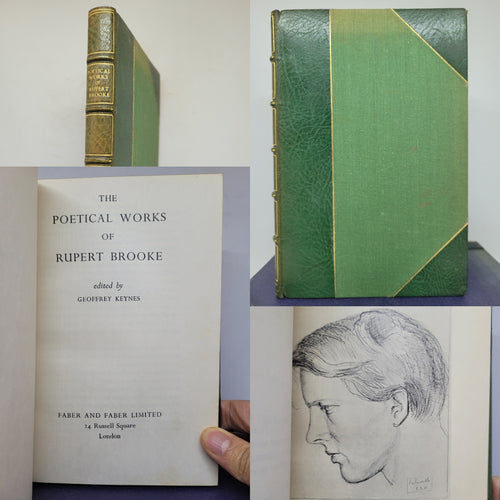 POETICAL
WORKS
OF
RUPERT
BROOKE
THE
POETICAL WORKS
OF
RUPERT BROOKE
edited by
GEOFFREY KEYNES
FABER AND FABER LIMITED
24 Russell Square
London